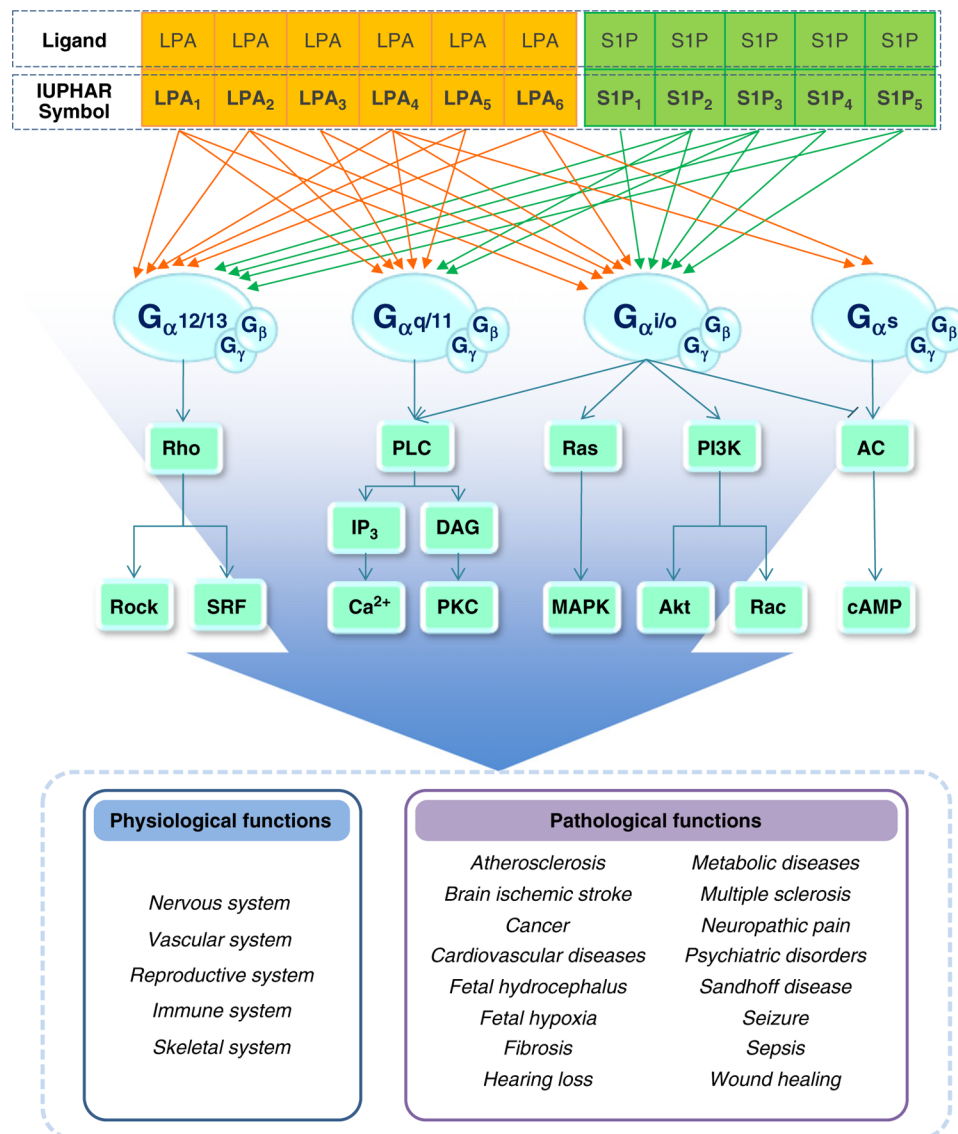 Ligand LPA LPA LPA LPA LPA LPA S1P S1P S1P S1P S1P
IUPHAR
Symbol LPA₁ LPA₂ LPA₃ LPA₄ LPA₅ LPA₆ S1P₁ S1P₂ S1P₃ S1P₄ S1P₅
Gα12/13 Gβ Gγ Gαq/11 Gβ Gγ Gαi/o Gβ Gγ Gαs Gβ Gγ
Rho PLC Ras PI3K AC
IP₃ DAG
Rock SRF Ca²⁺ PKC MAPK Akt Rac cAMP
Physiological functions
Nervous system
Vascular system
Reproductive system
Immune system
Skeletal system
Pathological functions
Atherosclerosis Metabolic diseases
Brain ischemic stroke Multiple sclerosis
Cancer Neuropathic pain
Cardiovascular diseases Psychiatric disorders
Fetal hydrocephalus Sandhoff disease
Fetal hypoxia Seizure
Fibrosis Sepsis
Hearing loss Wound healing